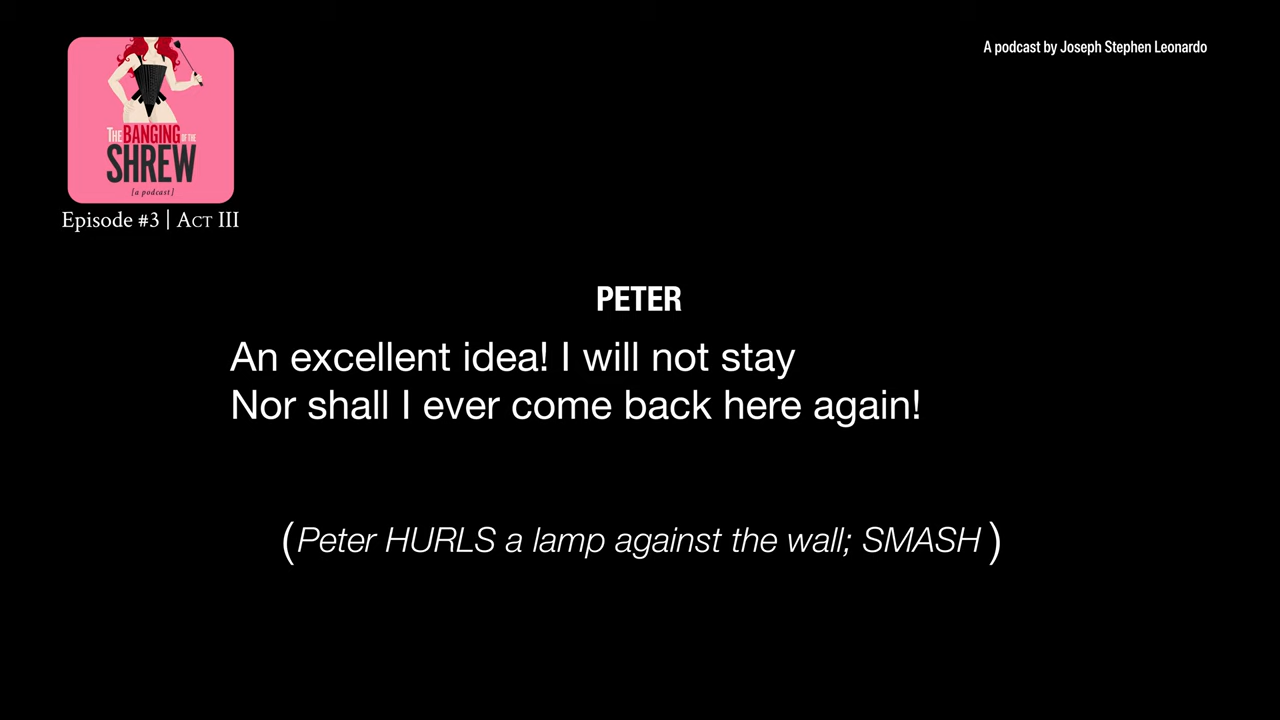 A podcast by Joseph Stephen Leonardo
THE BANGING OF THE
SHREW
[a podcast]
Episode #3 | ACT III
PETER
An excellent idea! I will not stay
Nor shall I ever come back here again!
(Peter HURLS a lamp against the wall; SMASH )